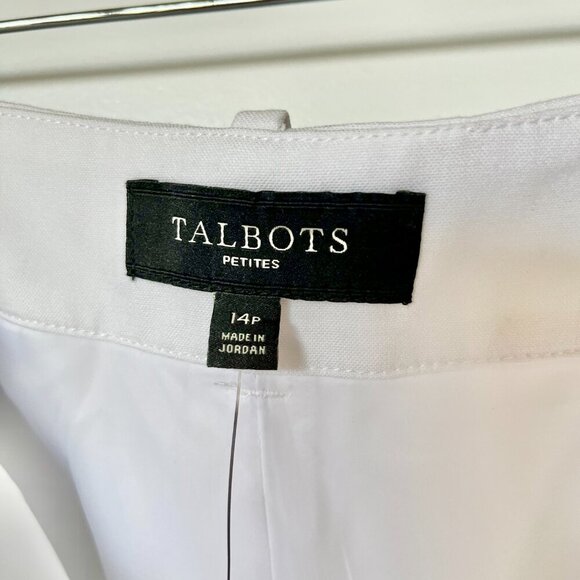 TALBOTS
PETITES
14P
MADE IN
JORDAN